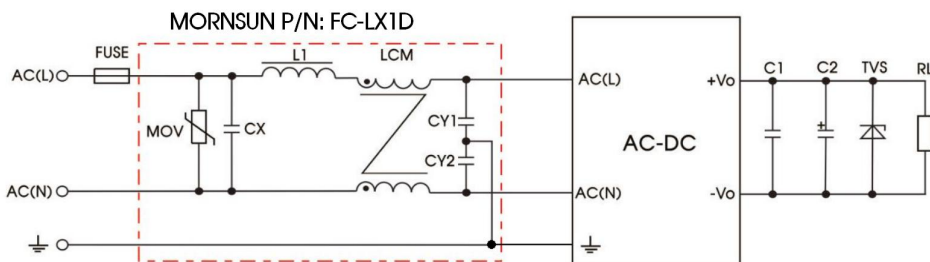 MORNSUN P/N: FC-LX1D
FUSE
L1
LCM
AC(L)
AC(L)
+Vo
C1
C2
TVS
RL
MOV
CX
CY1
CY2
+
AC-DC
AC(N)
AC(N)
-Vo